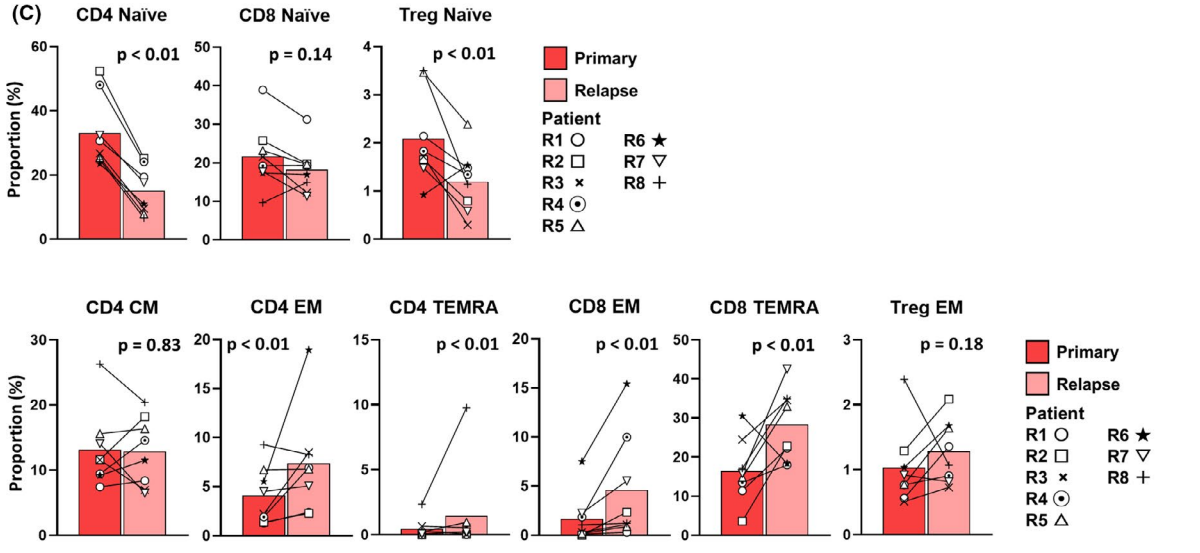 (C)
CD4 Naïve CD8 Naïve Treg Naïve
Proportion (%)
60 40 20 0
p < 0.01
50 40 30 20 10 0
p = 0.14
4 3 2 1 0
p < 0.01
Primary
Relapse
Patient
R1 R6
R2 R7
R3 R8
R4
R5
CD4 CM CD4 EM CD4 TEMRA CD8 EM CD8 TEMRA Treg EM
Proportion (%)
30 20 10 0
p = 0.83
20 15 10 5 0
p < 0.01
15 10 5 0
p < 0.01
20 15 10 5 0
p < 0.01
50 40 30 20 10 0
p < 0.01
3 2 1 0
p = 0.18
Primary
Relapse
Patient
R1 R6
R2 R7
R3 R8
R4
R5